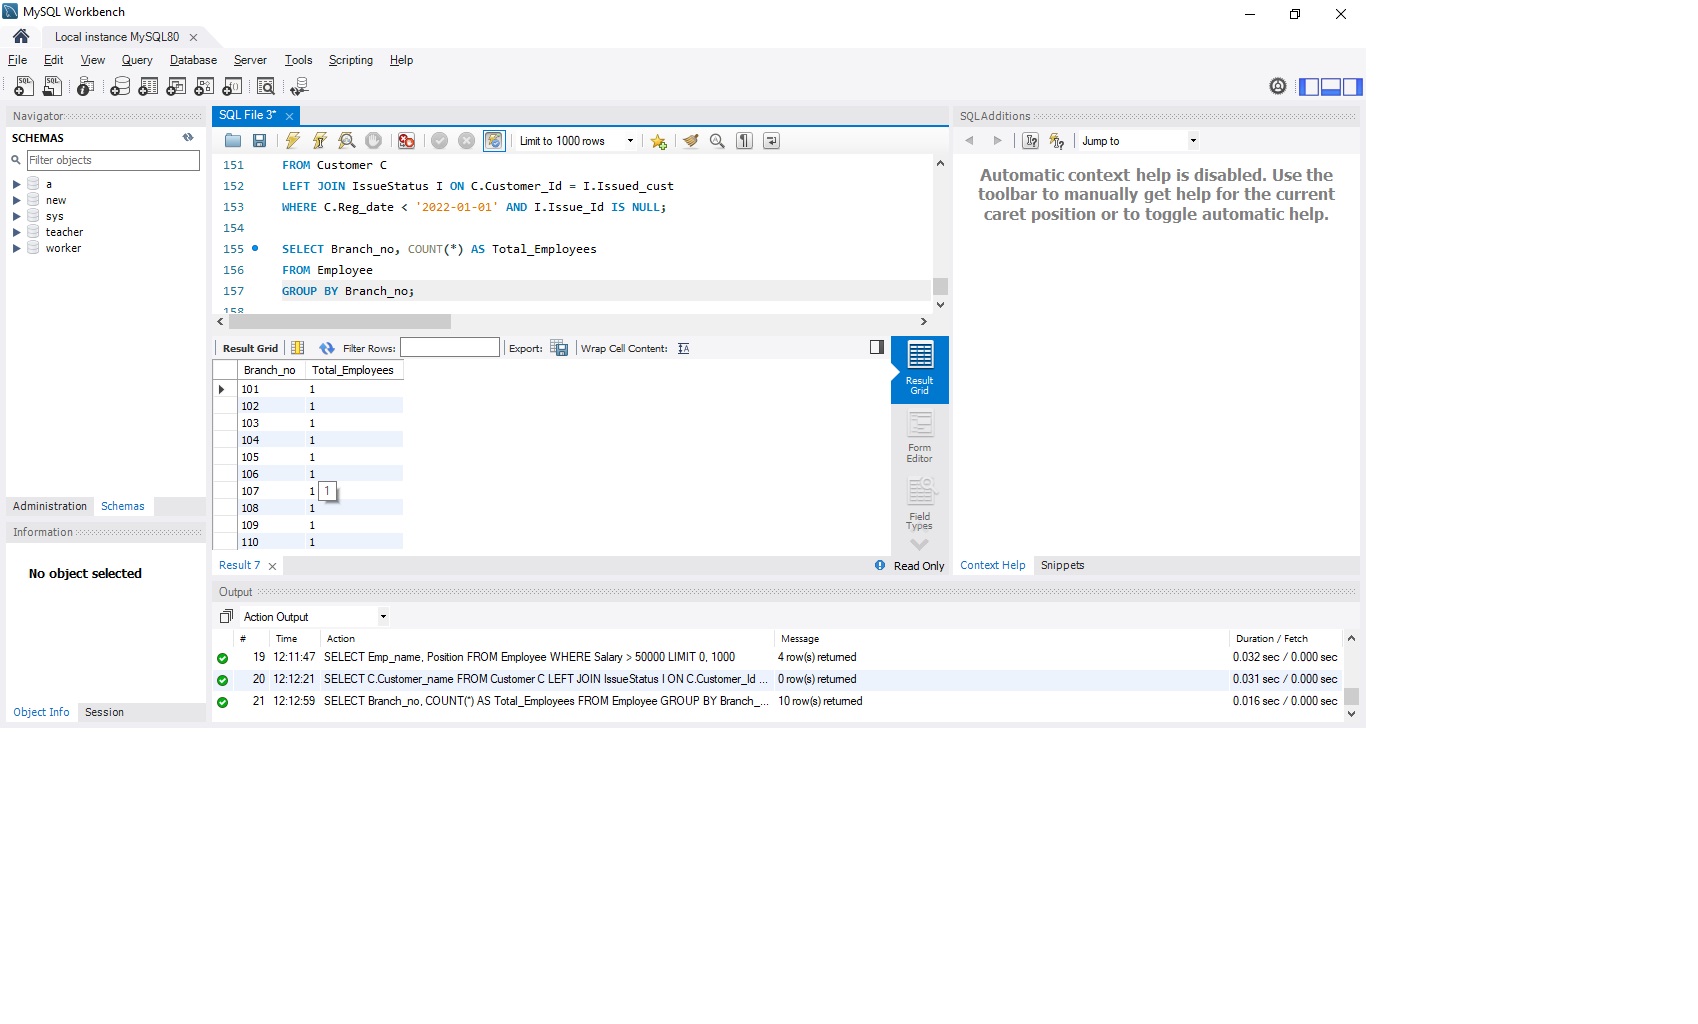 MySQL Workbench
Local instance MySQL80
File Edit View Query Database Server Tools Scripting Help
Navigator
SCHEMAS
Filter objects
a
new
sys
teacher
worker
Administration Schemas
Information
No object selected
Object Info Session
SQL File 3*
Limit to 1000 rows
151 FROM Customer C
152 LEFT JOIN IssueStatus I ON C.Customer_Id = I.Issued_cust
153 WHERE C.Reg_date < '2022-01-01' AND I.Issue_Id IS NULL;
154
155 SELECT Branch_no, COUNT(*) AS Total_Employees
156 FROM Employee
157 GROUP BY Branch_no;
158
Result Grid Filter Rows: Export: Wrap Cell Content:
Branch_no Total_Employees
101 1
102 1
103 1
104 1
105 1
106 1
107 1 1
108 1
109 1
110 1
Result
Grid
Form
Editor
Field
Types
Result 7 Read Only
SQLAdditions
Jump to
Automatic context help is disabled. Use the
toolbar to manually get help for the current
caret position or to toggle automatic help.
Context Help Snippets
Output
Action Output
# Time Action Message Duration / Fetch
19 12:11:47 SELECT Emp_name, Position FROM Employee WHERE Salary > 50000 LIMIT 0, 1000 4 row(s) returned 0.032 sec / 0.000 sec
20 12:12:21 SELECT C.Customer_name FROM Customer C LEFT JOIN IssueStatus I ON C.Customer_Id ... 0 row(s) returned 0.031 sec / 0.000 sec
21 12:12:59 SELECT Branch_no, COUNT(*) AS Total_Employees FROM Employee GROUP BY Branch_... 10 row(s) returned 0.016 sec / 0.000 sec